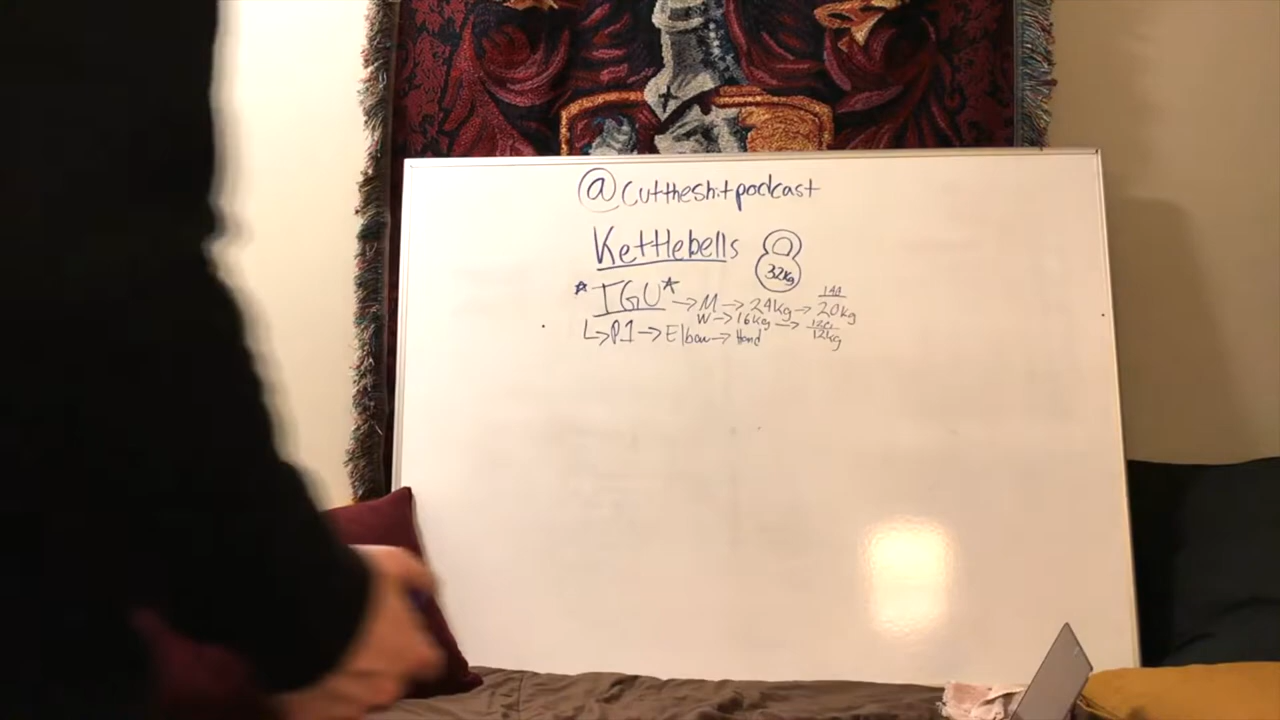 @cuttheshitpodcast
Kettlebells
32kg
*TGU* → M → 24kg → 20kg
W → 16kg → 12kg
↳ P1 → Elbow → Hand